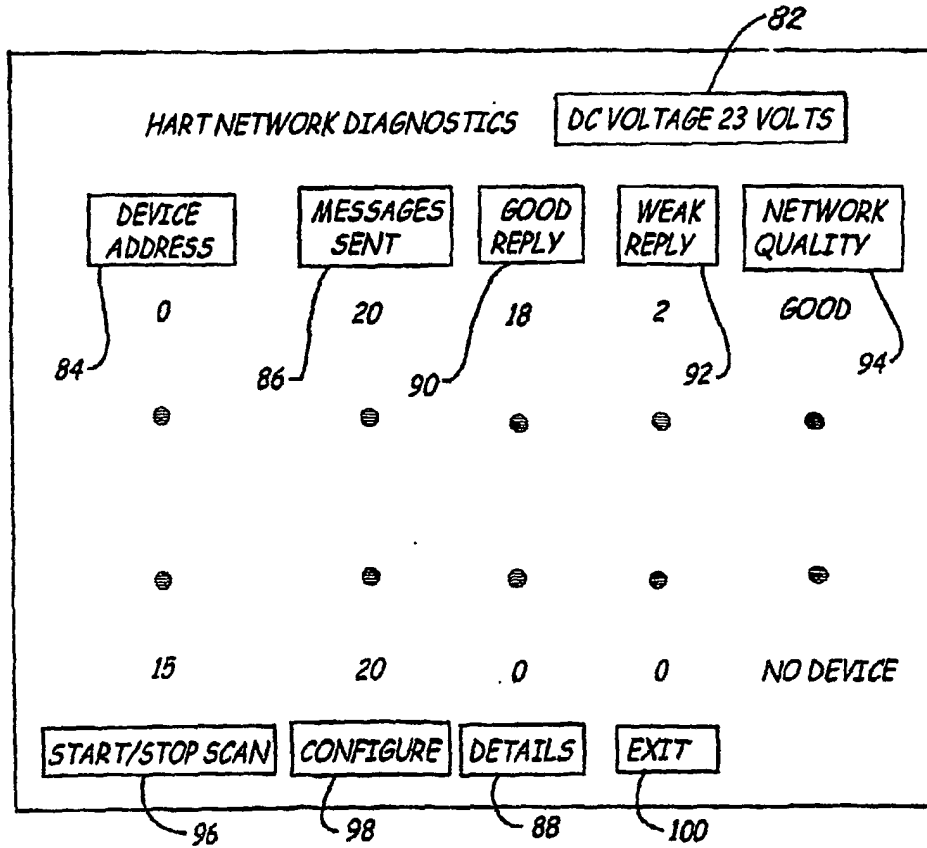 82
HART NETWORK DIAGNOSTICS DC VOLTAGE 23 VOLTS
DEVICE ADDRESS MESSAGES SENT GOOD REPLY WEAK REPLY NETWORK QUALITY
0 20 18 2 GOOD
84 86 90 92 94
15 20 0 0 NO DEVICE
START/STOP SCAN CONFIGURE DETAILS EXIT
96 98 88 100